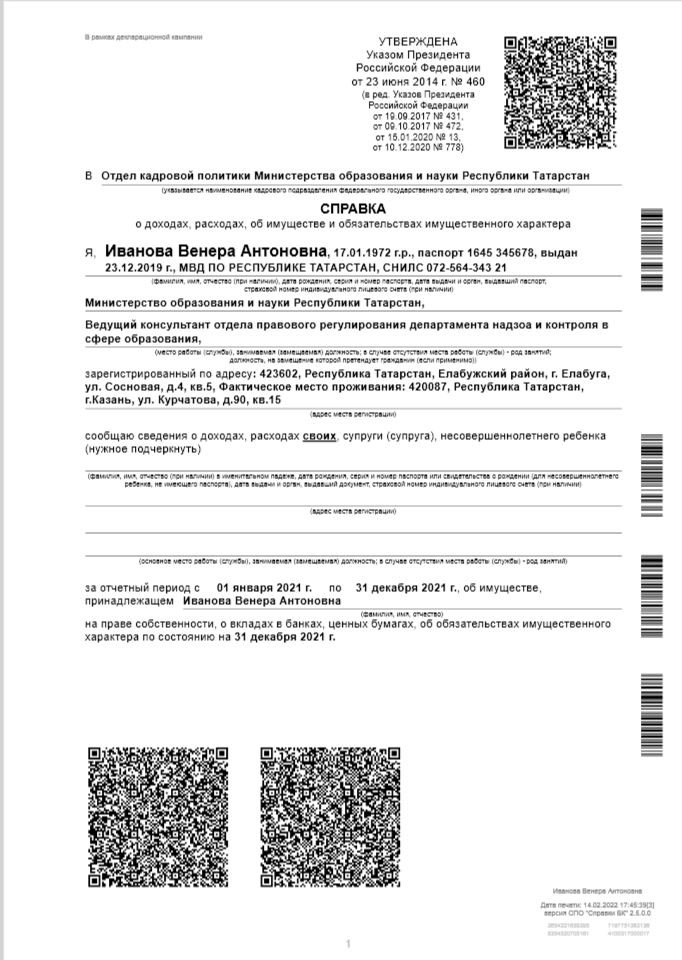 В рамках декларационной кампании
УТВЕРЖДЕНА
Указом Президента
Российской Федерации
от 23 июня 2014 г. № 460
(в ред. Указов Президента
Российской Федерации
от 19.09.2017 № 431,
от 09.10.2017 № 472,
от 15.01.2020 № 13,
от 10.12.2020 № 778)
В Отдел кадровой политики Министерства образования и науки Республики Татарстан
(указывается наименование кадрового подразделения федерального государственного органа, иного органа или организации)
СПРАВКА
о доходах, расходах, об имуществе и обязательствах имущественного характера
Я, Иванова Венера Антоновна, 17.01.1972 г.р., паспорт 1645 345678, выдан
23.12.2019 г., МВД ПО РЕСПУБЛИКЕ ТАТАРСТАН, СНИЛС 072-564-343 21
(фамилия, имя, отчество (при наличии), дата рождения, серия и номер паспорта, дата выдачи и орган, выдавший паспорт,
страховой номер индивидуального лицевого счета (при наличии)
Министерство образования и науки Республики Татарстан,
Ведущий консультант отдела правового регулирования департамента надзоа и контроля в
сфере образования,
(место работы (службы), занимаемая (замещаемая) должность; в случае отсутствия места работы (службы) - род занятий;
должность, на замещение которой претендует гражданин (если применимо))
зарегистрированный по адресу: 423602, Республика Татарстан, Елабужский район, г. Елабуга,
ул. Сосновая, д.4, кв.5, Фактическое место проживания: 420087, Республика Татарстан,
г.Казань, ул. Курчатова, д.90, кв.15
(адрес места регистрации)
сообщаю сведения о доходах, расходах своих, супруги (супруга), несовершеннолетнего ребенка
(нужное подчеркнуть)
(фамилия, имя, отчество (при наличии) в именительном падеже, дата рождения, серия и номер паспорта или свидетельства о рождении (для несовершеннолетнего
ребенка, не имеющего паспорта), дата выдачи и орган, выдавший документ, страховой номер индивидуального лицевого счета (при наличии)
(адрес места регистрации)
(основное место работы (службы), занимаемая (замещаемая) должность; в случае отсутствия места работы (службы) - род занятий)
за отчетный период с 01 января 2021 г. по 31 декабря 2021 г., об имуществе,
принадлежащем Иванова Венера Антоновна
(фамилия, имя, отчество)
на праве собственности, о вкладах в банках, ценных бумагах, об обязательствах имущественного
характера по состоянию на 31 декабря 2021 г.
Иванова Венера Антоновна
Дата печати: 14.02.2022 17:45:39[3]
версия СПО "Справки БК" 2.5.0.0
1